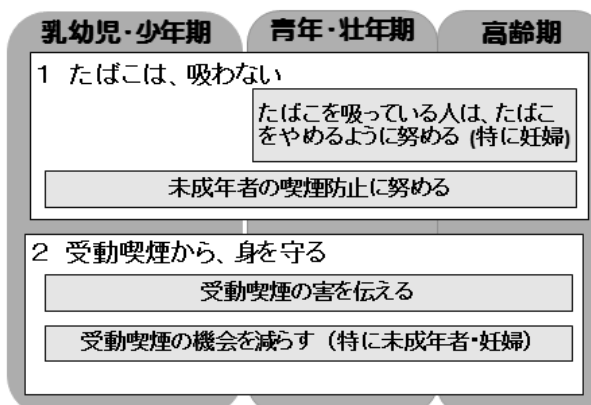 乳幼児・少年期
青年・壮年期
高齢期
1 たばこは、吸わない
たばこを吸っている人は、たばこ
をやめるように努める (特に妊婦)
未成年者の喫煙防止に努める
2 受動喫煙から、身を守る
受動喫煙の害を伝える
受動喫煙の機会を減らす（特に未成年者・妊婦）